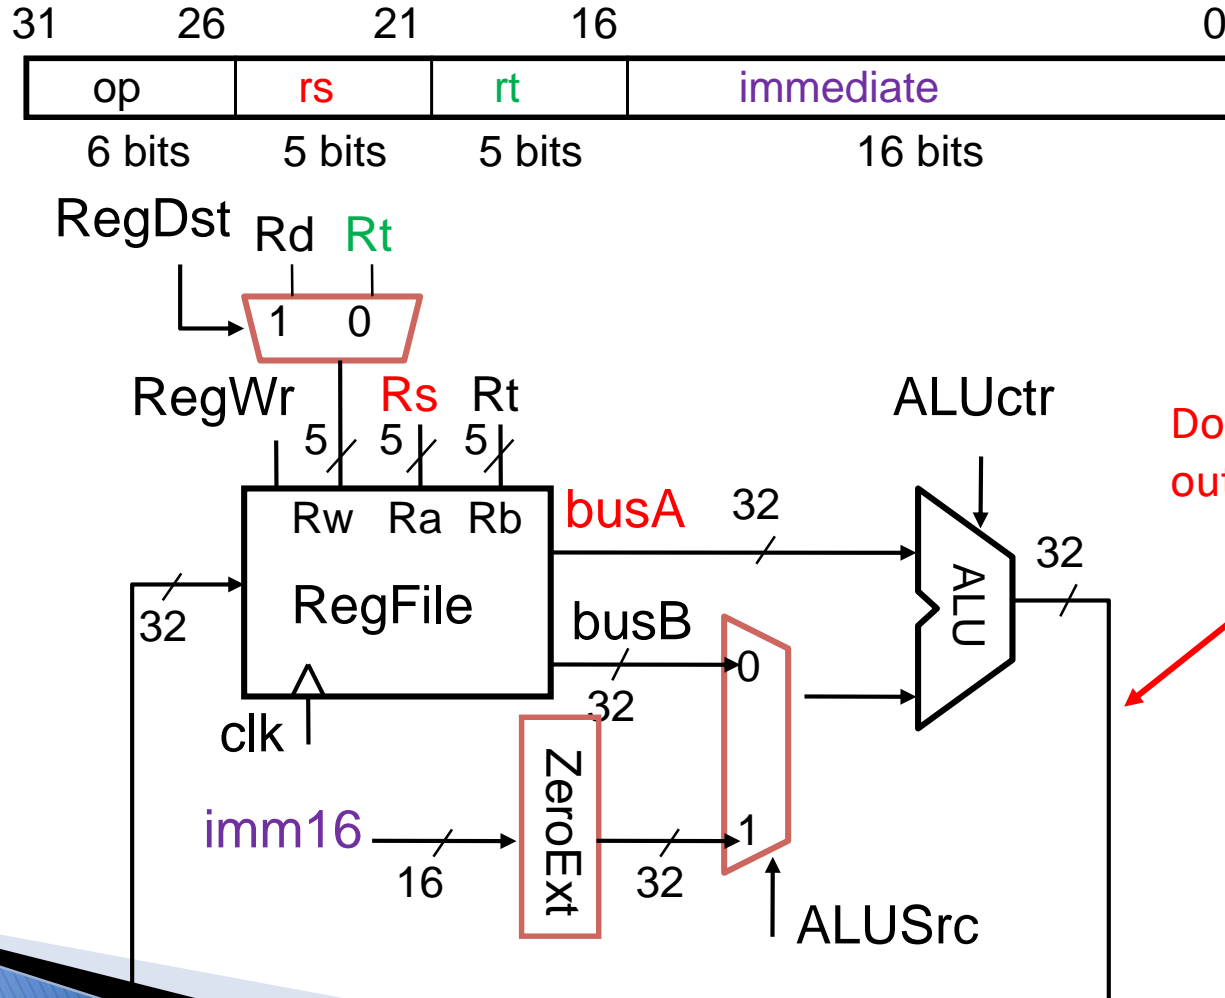 31 26 21 16 0
op rs rt immediate
6 bits 5 bits 5 bits 16 bits
RegDst Rd Rt
1 0
RegWr Rs Rt ALUctr
5 5 5
Do
Rw Ra Rb busA 32
32
ALU
RegFile
32
busB
0
32
clk
ZeroExt
imm16
1
16 32
ALUSrc